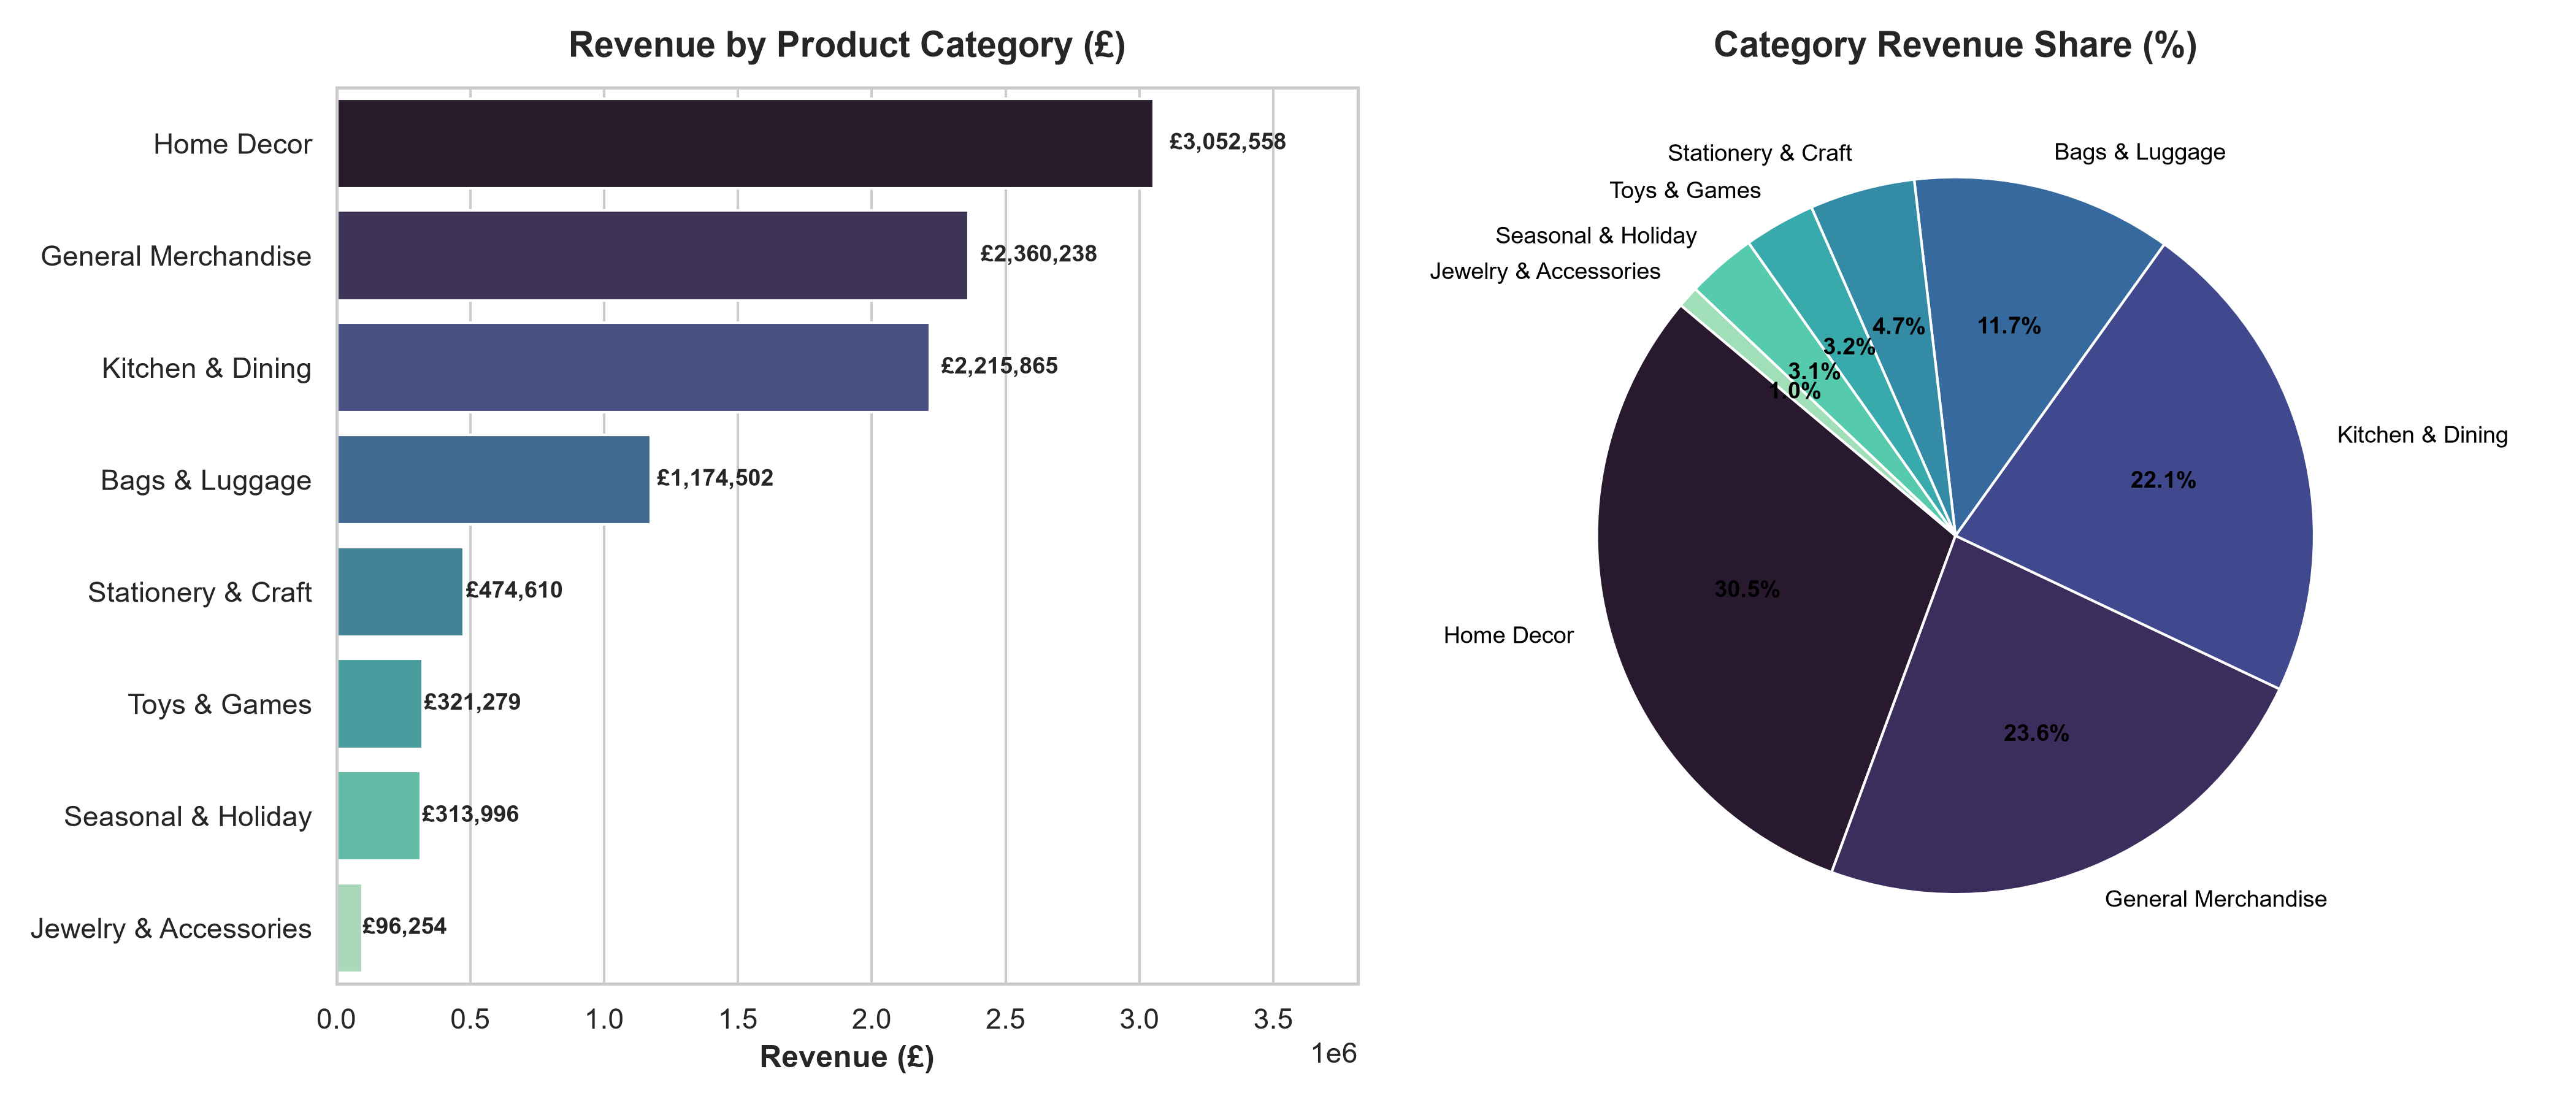 Revenue by Product Category (£)
Home Decor
£3,052,558
General Merchandise
£2,360,238
Kitchen & Dining
£2,215,865
Bags & Luggage
£1,174,502
Stationery & Craft
£474,610
Toys & Games
£321,279
Seasonal & Holiday
£313,996
Jewelry & Accessories
£96,254
0.0 0.5 1.0 1.5 2.0 2.5 3.0 3.5
1e6
Revenue (£)
Category Revenue Share (%)
Stationery & Craft
Bags & Luggage
Toys & Games
Seasonal & Holiday
Jewelry & Accessories
Kitchen & Dining
Home Decor
General Merchandise
4.7%
11.7%
3.2%
3.1%
1.0%
22.1%
30.5%
23.6%